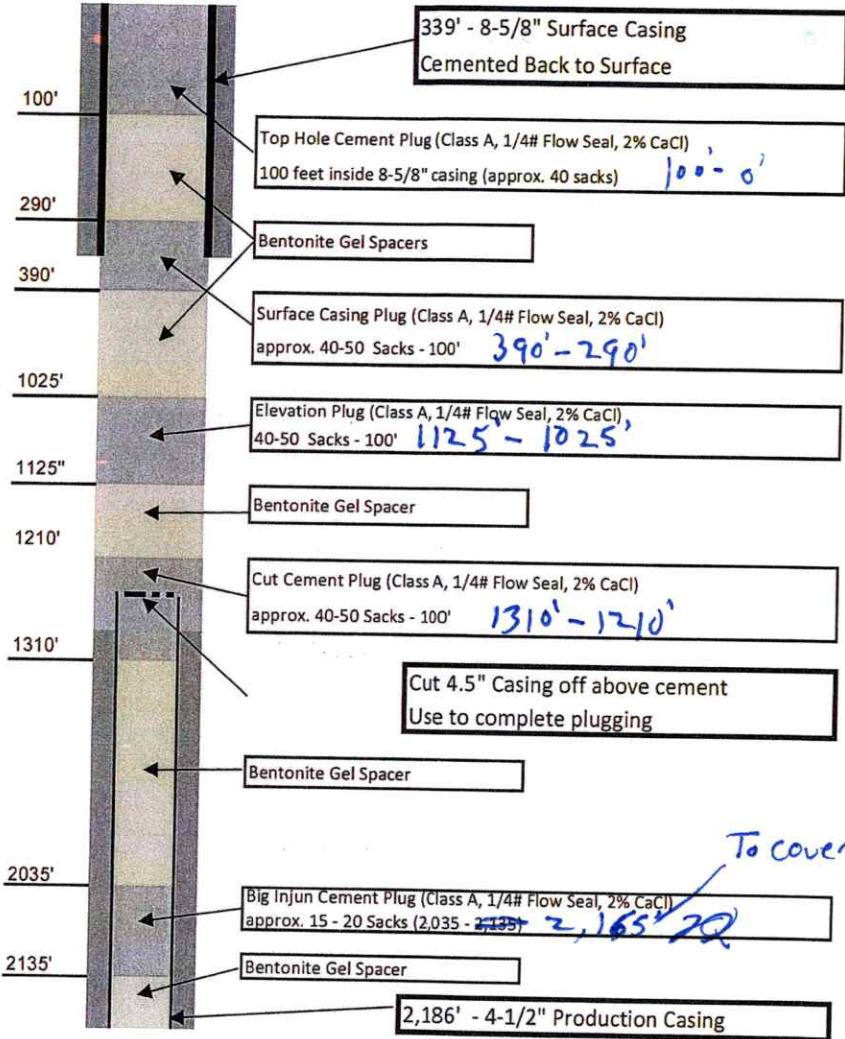 339' - 8-5/8" Surface Casing
Cemented Back to Surface
100'
Top Hole Cement Plug (Class A, 1/4# Flow Seal, 2% CaCl)
100 feet inside 8-5/8" casing (approx. 40 sacks) 100'- 0'
290'
Bentonite Gel Spacers
390'
Surface Casing Plug (Class A, 1/4# Flow Seal, 2% CaCl)
approx. 40-50 Sacks - 100' 390' - 290'
1025'
Elevation Plug (Class A, 1/4# Flow Seal, 2% CaCl)
40-50 Sacks - 100' 1125' - 1025'
1125"
Bentonite Gel Spacer
1210'
Cut Cement Plug (Class A, 1/4# Flow Seal, 2% CaCl)
approx. 40-50 Sacks - 100' 1310' - 1210'
1310'
Cut 4.5" Casing off above cement
Use to complete plugging
Bentonite Gel Spacer
To cover
2035'
Big Injun Cement Plug (Class A, 1/4# Flow Seal, 2% CaCl)
approx. 15 - 20 Sacks (2,035 - 2,135) 2,165'
2135'
Bentonite Gel Spacer
2,186' - 4-1/2" Production Casing